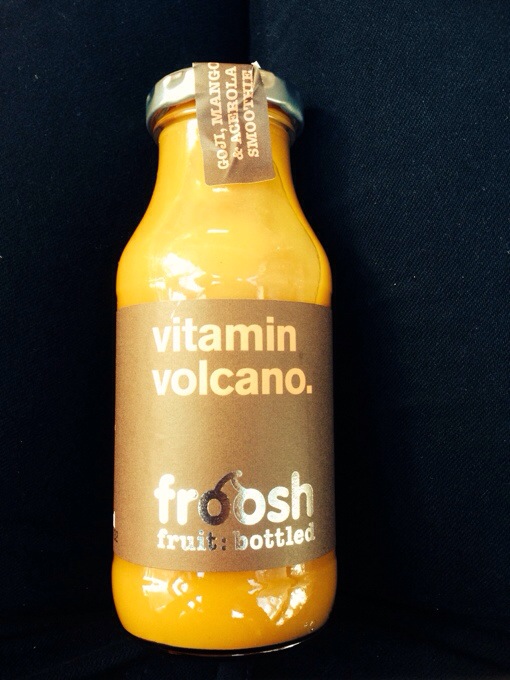 GOJI, MANGO
& ACEROLA
SMOOTHIE
vitamin
volcano.
froosh
fruit: bottled